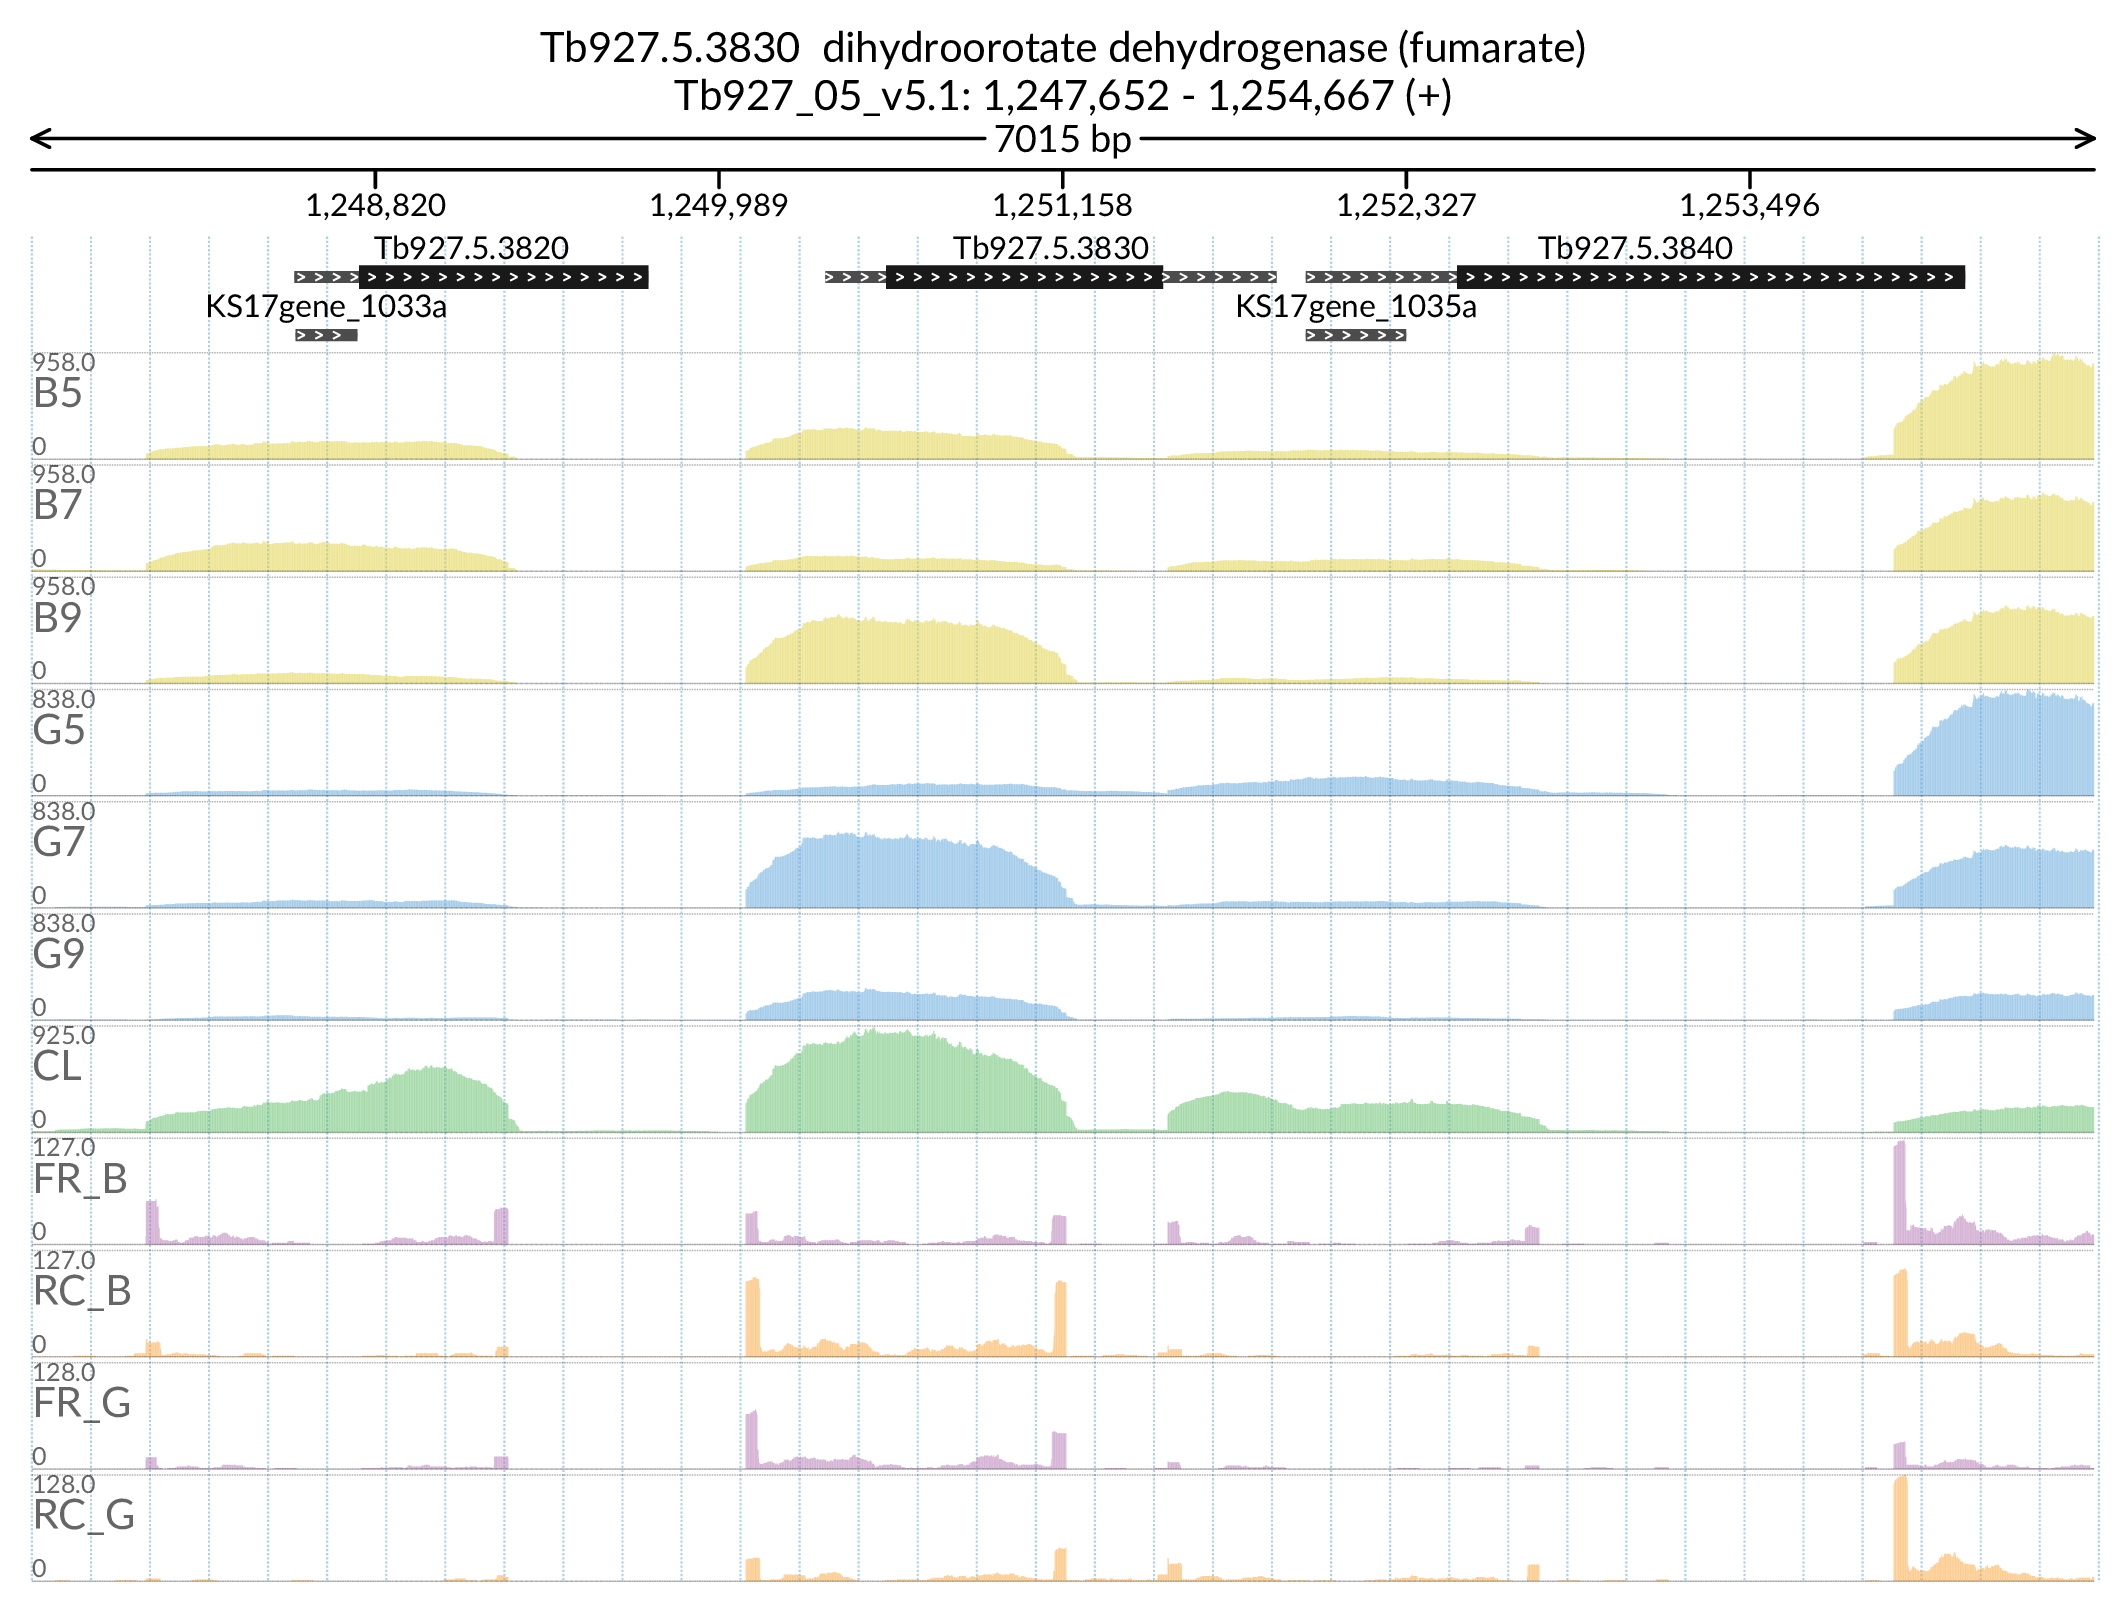 Tb927.5.3830  dihydroorotate dehydrogenase (fumarate)
Tb927_05_v5.1: 1,247,652 - 1,254,667 (+)
7015 bp
1,248,820 1,249,989 1,251,158 1,252,327 1,253,496
Tb927.5.3820 Tb927.5.3830 Tb927.5.3840
KS17gene_1033a KS17gene_1035a
958.0
B5
0
958.0
B7
0
958.0
B9
0
838.0
G5
0
838.0
G7
0
838.0
G9
0
925.0
CL
0
127.0
FR_B
0
127.0
RC_B
0
128.0
FR_G
0
128.0
RC_G
0